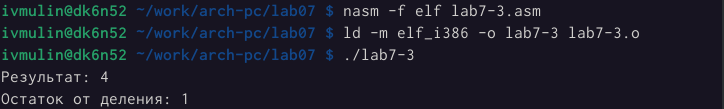 ivmulin@dk6n52 ~/work/arch-pc/lab07 $ nasm -f elf lab7-3.asm
ivmulin@dk6n52 ~/work/arch-pc/lab07 $ ld -m elf_i386 -o lab7-3 lab7-3.o
ivmulin@dk6n52 ~/work/arch-pc/lab07 $ ./lab7-3
Результат: 4
Остаток от деления: 1